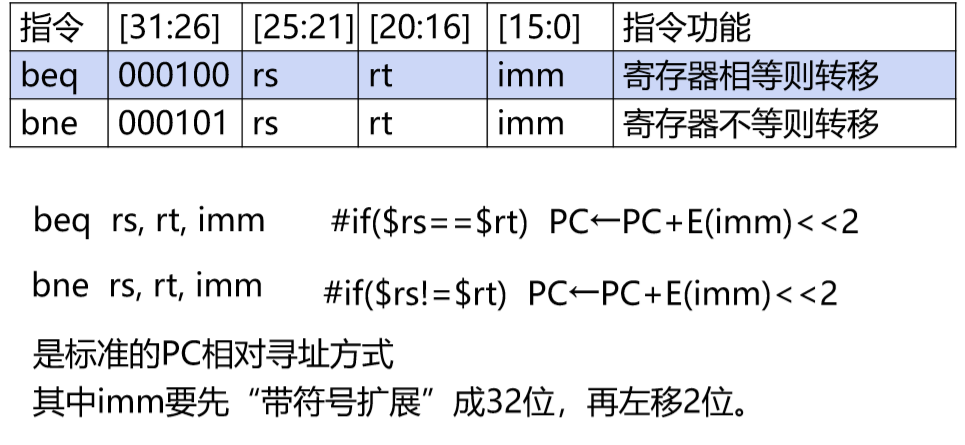 指令 [31:26] [25:21] [20:16] [15:0] 指令功能
beq 000100 rs rt imm 寄存器相等则转移
bne 000101 rs rt imm 寄存器不等则转移
beq rs, rt, imm #if($rs==$rt) PC←PC+E(imm)<<2
bne rs, rt, imm #if($rs!=$rt) PC←PC+E(imm)<<2
是标准的PC相对寻址方式
其中imm要先“带符号扩展”成32位，再左移2位。